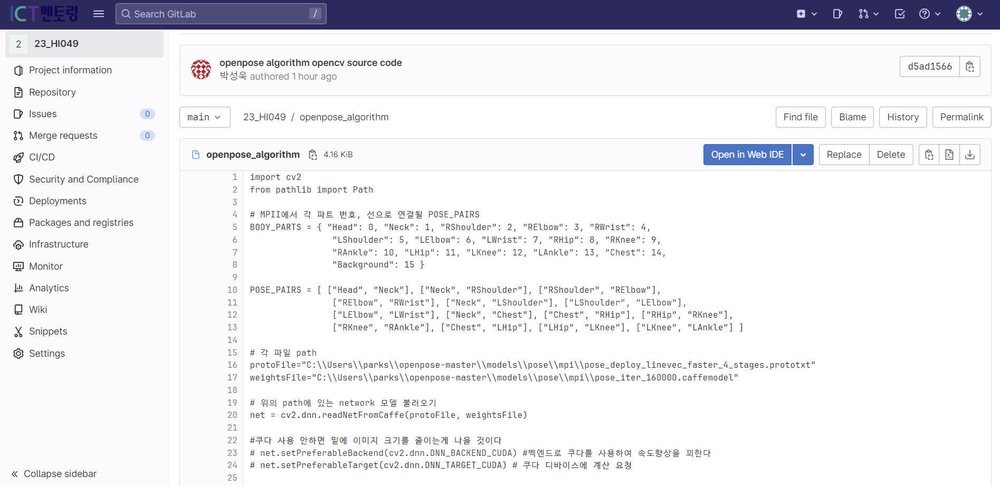 ICT멘토링
Search GitLab
/
2
23_HI049
Project information
Repository
Issues
0
Merge requests
0
CI/CD
Security and Compliance
Deployments
Packages and registries
Infrastructure
Monitor
Analytics
Wiki
Snippets
Settings
Collapse sidebar
openpose algorithm opencv source code
박성욱 authored 1 hour ago
d5ad1566
main
23_HI049 / openpose_algorithm
Find file
Blame
History
Permalink
openpose_algorithm
4.16 KiB
Open in Web IDE
Replace
Delete
1 import cv2
2 from pathlib import Path
3
4 # MPII에서 각 파트 번호, 선으로 연결될 POSE_PAIRS
5 BODY_PARTS = { "Head": 0, "Neck": 1, "RShoulder": 2, "RElbow": 3, "RWrist": 4,
6 "LShoulder": 5, "LElbow": 6, "LWrist": 7, "RHip": 8, "RKnee": 9,
7 "RAnkle": 10, "LHip": 11, "LKnee": 12, "LAnkle": 13, "Chest": 14,
8 "Background": 15 }
9
10 POSE_PAIRS = [ ["Head", "Neck"], ["Neck", "RShoulder"], ["RShoulder", "RElbow"],
11 ["RElbow", "RWrist"], ["Neck", "LShoulder"], ["LShoulder", "LElbow"],
12 ["LElbow", "LWrist"], ["Neck", "Chest"], ["Chest", "RHip"], ["RHip", "RKnee"],
13 ["RKnee", "RAnkle"], ["Chest", "LHip"], ["LHip", "LKnee"], ["LKnee", "LAnkle"] ]
14
15 # 각 파일 path
16 protoFile="C:\\Users\\parks\\openpose-master\\models\\pose\\mpi\\pose_deploy_linevec_faster_4_stages.prototxt"
17 weightsFile="C:\\Users\\parks\\openpose-master\\models\\pose\\mpi\\pose_iter_160000.caffemodel"
18
19 # 위의 path에 있는 network 모델 불러오기
20 net = cv2.dnn.readNetFromCaffe(protoFile, weightsFile)
21
22 #쿠다 사용 안하면 밑에 이미지 크기를 줄이는게 나을 것이다
23 # net.setPreferableBackend(cv2.dnn.DNN_BACKEND_CUDA) #벡엔드로 쿠다를 사용하여 속도향상을 꾀한다
24 # net.setPreferableTarget(cv2.dnn.DNN_TARGET_CUDA) # 쿠다 디바이스에 계산 요청
25